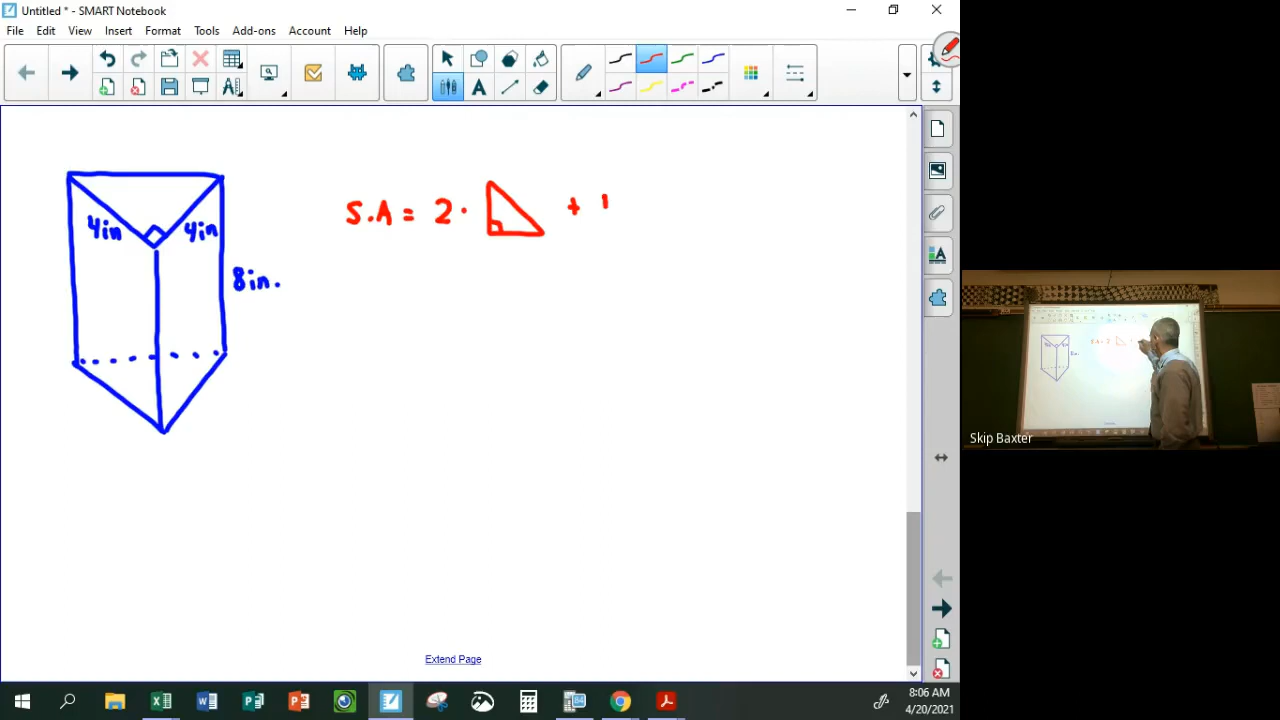 Untitled * - SMART Notebook
File Edit View Insert Format Tools Add-ons Account Help
S.A = 2 · +
4in 4in
8in.
Skip Baxter
Extend Page
8:06 AM
4/20/2021